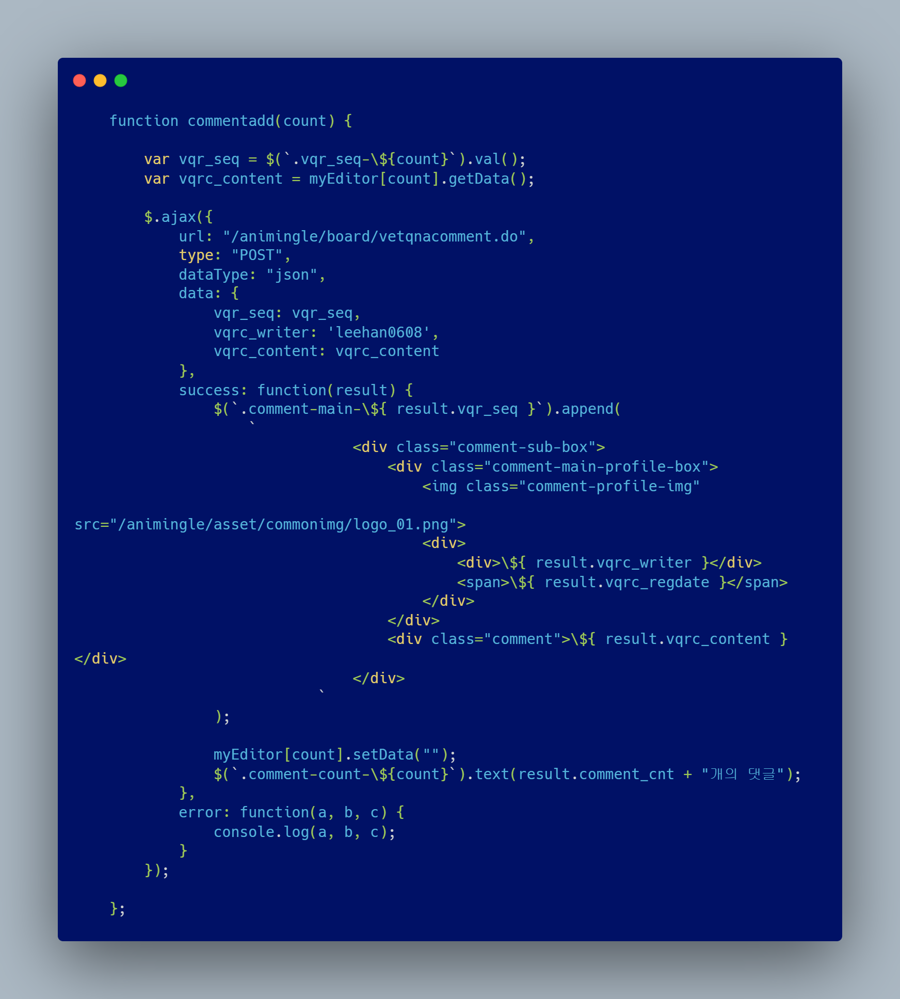 function commentadd(count) {
var vqr_seq = $(`.vqr_seq-\${count}`).val();
var vqrc_content = myEditor[count].getData();
$.ajax({
url: "/animingle/board/vetqnacomment.do",
type: "POST",
dataType: "json",
data: {
vqr_seq: vqr_seq,
vqrc_writer: 'leehan0608',
vqrc_content: vqrc_content
},
success: function(result) {
$(`.comment-main-\${ result.vqr_seq }`).append(
`
<div class="comment-sub-box">
<div class="comment-main-profile-box">
<img class="comment-profile-img"
src="/animingle/asset/commonimg/logo_01.png">
<div>
<div>\${ result.vqrc_writer }</div>
<span>\${ result.vqrc_regdate }</span>
</div>
</div>
<div class="comment">\${ result.vqrc_content }
</div>
</div>
`
);
myEditor[count].setData("");
$(`.comment-count-\${count}`).text(result.comment_cnt + "개의 댓글");
},
error: function(a, b, c) {
console.log(a, b, c);
}
});
};